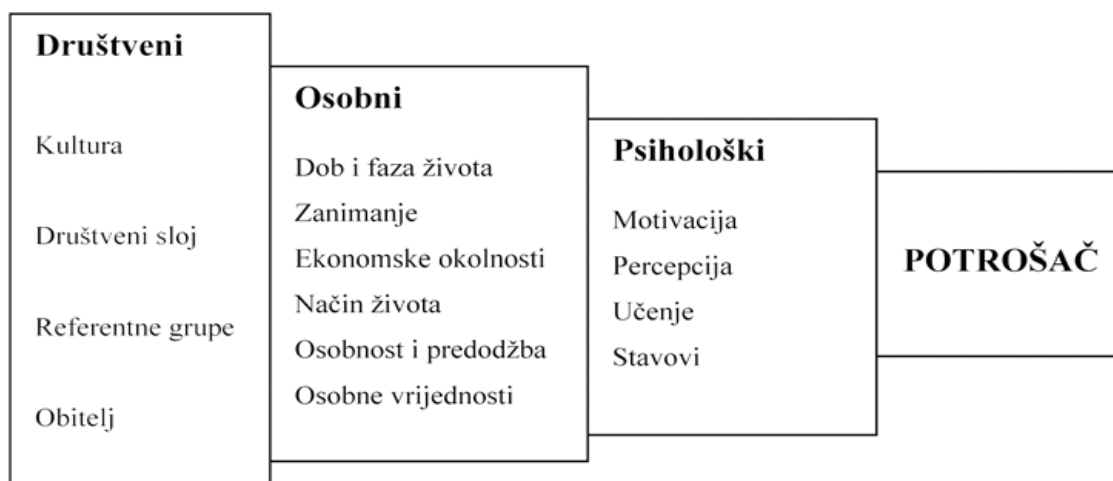 Društveni
Kultura
Društveni sloj
Referentne grupe
Obitelj
Osobni
Dob i faza života
Zanimanje
Ekonomske okolnosti
Način života
Osobnost i predodžba
Osobne vrijednosti
Psihološki
Motivacija
Percepcija
Učenje
Stavovi
POTROŠAČ